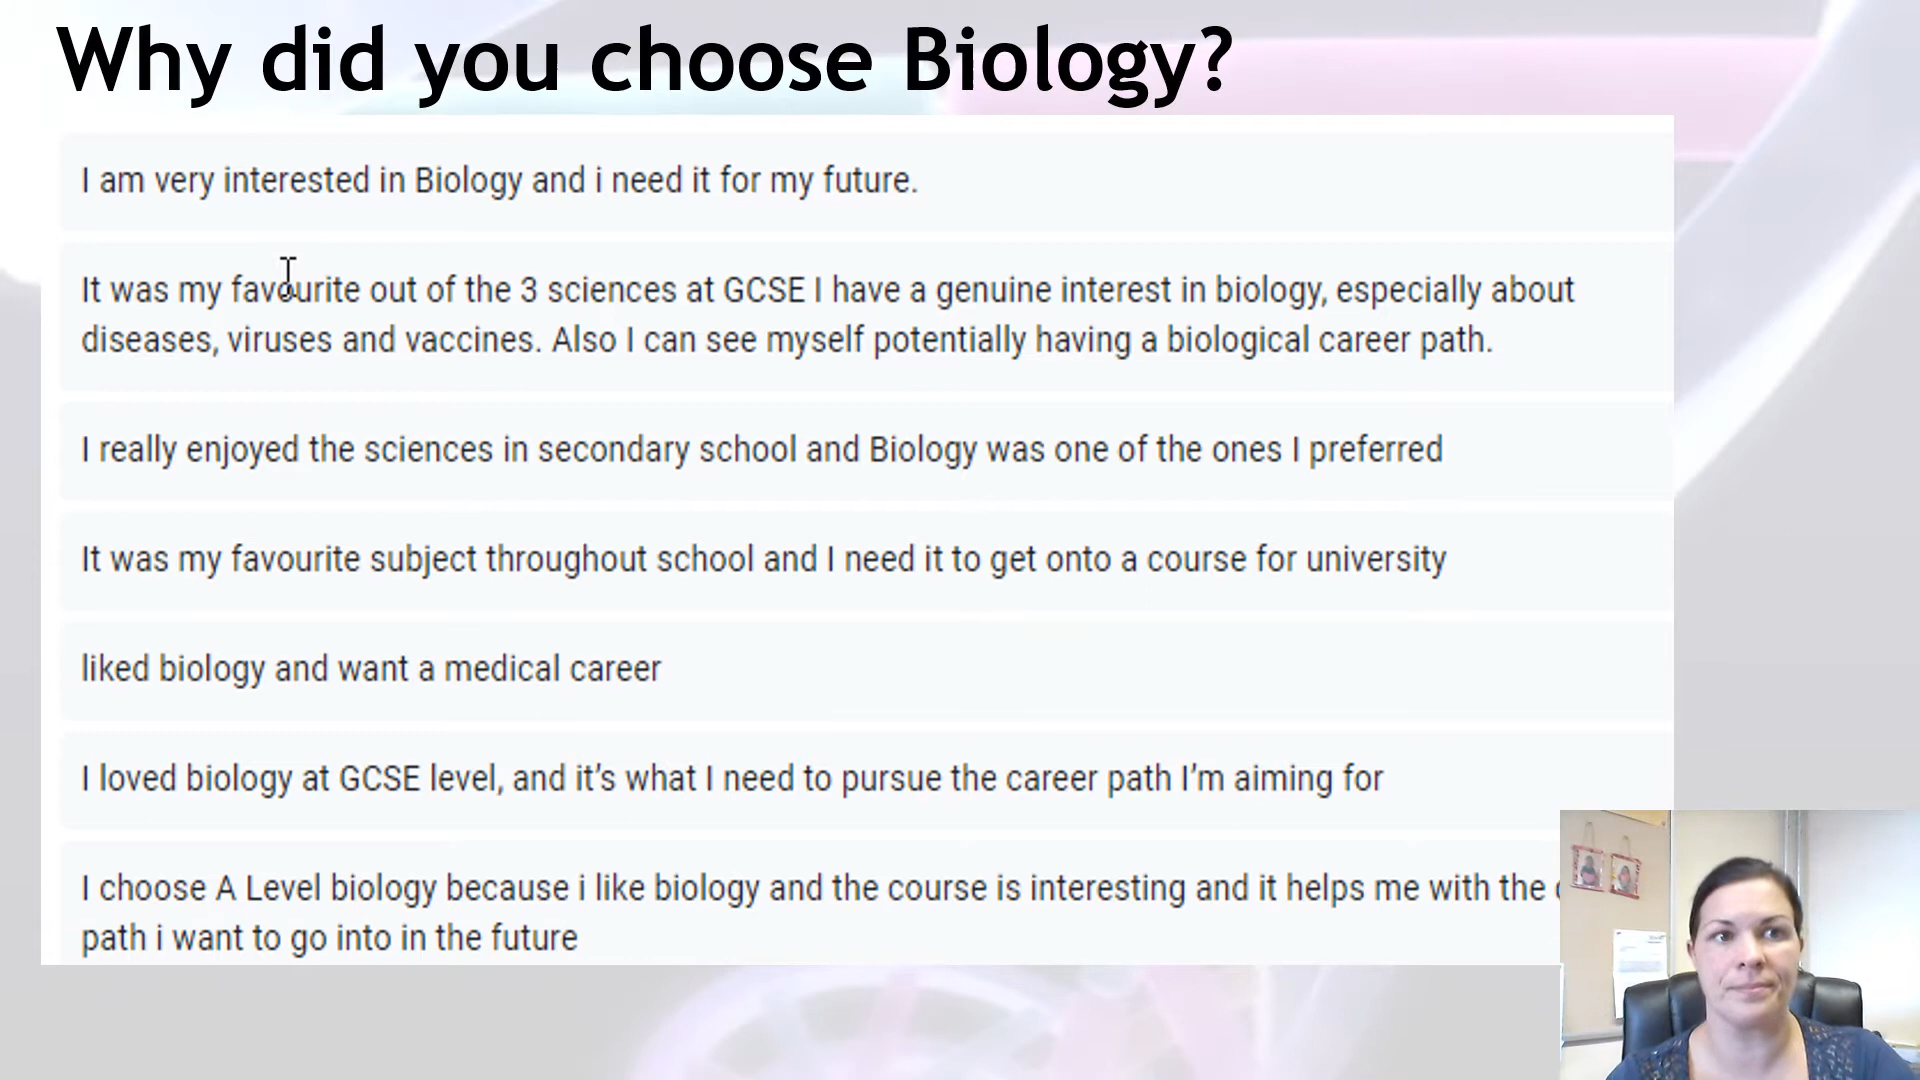 Why did you choose Biology?
I am very interested in Biology and i need it for my future.
It was my favourite out of the 3 sciences at GCSE I have a genuine interest in biology, especially about
diseases, viruses and vaccines. Also I can see myself potentially having a biological career path.
I really enjoyed the sciences in secondary school and Biology was one of the ones I preferred
It was my favourite subject throughout school and I need it to get onto a course for university
liked biology and want a medical career
I loved biology at GCSE level, and it’s what I need to pursue the career path I’m aiming for
I choose A Level biology because i like biology and the course is interesting and it helps me with the
path i want to go into in the future